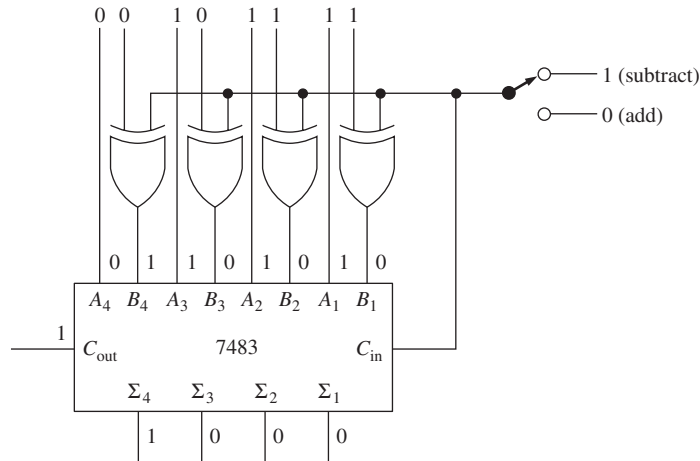 0 0 1 0 1 1 1 1
1 (subtract)
0 (add)
0 1 1 0 1 0 1 0
A4 B4 A3 B3 A2 B2 A1 B1
1
Cout 7483 Cin
Σ4 Σ3 Σ2 Σ1
1 0 0 0